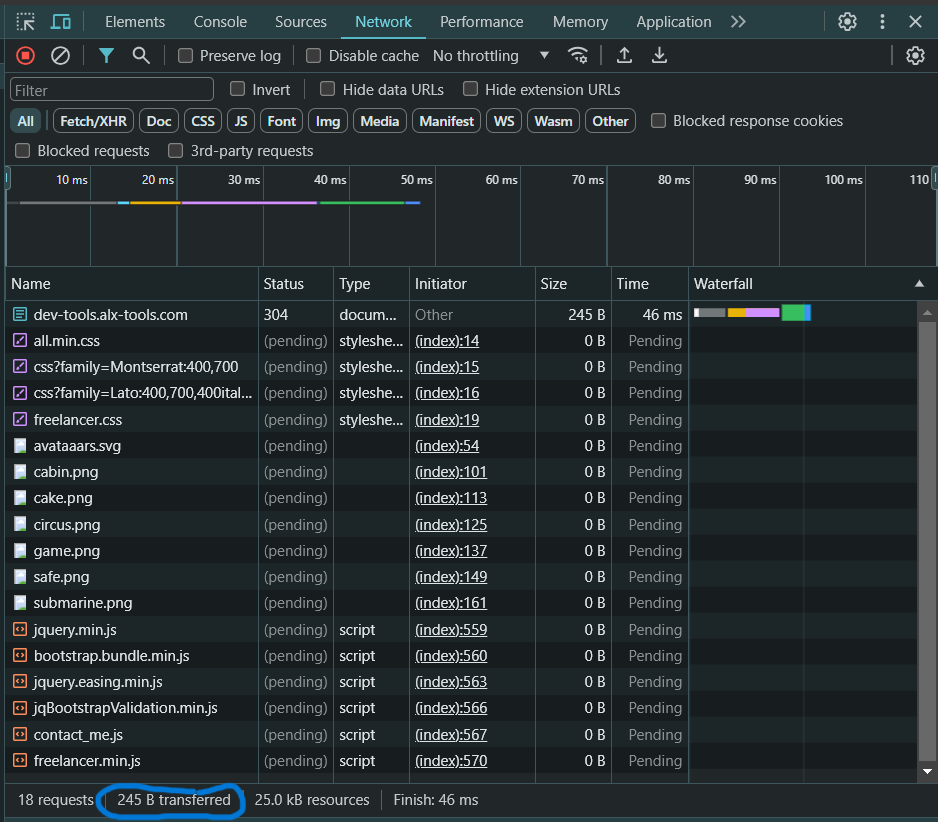 Elements Console Sources Network Performance Memory Application
Preserve log Disable cache No throttling
Filter Invert Hide data URLs Hide extension URLs
All Fetch/XHR Doc CSS JS Font Img Media Manifest WS Wasm Other Blocked response cookies
Blocked requests 3rd-party requests
10 ms 20 ms 30 ms 40 ms 50 ms 60 ms 70 ms 80 ms 90 ms 100 ms 110
Name Status Type Initiator Size Time Waterfall
dev-tools.alx-tools.com 304 docum... Other 245 B 46 ms
all.min.css (pending) styleshe... (index):14 0 B Pending
css?family=Montserrat:400,700 (pending) styleshe... (index):15 0 B Pending
css?family=Lato:400,700,400ital... (pending) styleshe... (index):16 0 B Pending
freelancer.css (pending) styleshe... (index):19 0 B Pending
avataaars.svg (pending) (index):54 0 B Pending
cabin.png (pending) (index):101 0 B Pending
cake.png (pending) (index):113 0 B Pending
circus.png (pending) (index):125 0 B Pending
game.png (pending) (index):137 0 B Pending
safe.png (pending) (index):149 0 B Pending
submarine.png (pending) (index):161 0 B Pending
jquery.min.js (pending) script (index):559 0 B Pending
bootstrap.bundle.min.js (pending) script (index):560 0 B Pending
jquery.easing.min.js (pending) script (index):563 0 B Pending
jqBootstrapValidation.min.js (pending) script (index):566 0 B Pending
contact_me.js (pending) script (index):567 0 B Pending
freelancer.min.js (pending) script (index):570 0 B Pending
18 requests 245 B transferred 25.0 kB resources Finish: 46 ms